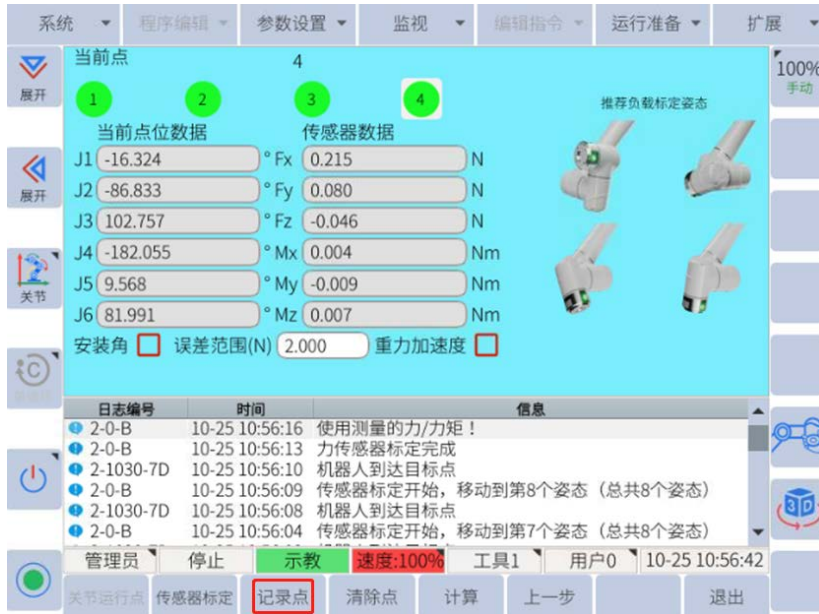 系统 程序编辑 参数设置 监视 编辑指令 运行准备 扩展
当前点 4
展开
100%
手动
1 2 3 4
推荐负载标定姿态
当前点位数据 传感器数据
J1 -16.324 ° Fx 0.215 N
展开
J2 -86.833 ° Fy 0.080 N
J3 102.757 ° Fz -0.046 N
J4 -182.055 ° Mx 0.004 Nm
J5 9.568 ° My -0.009 Nm
关节
J6 81.991 ° Mz 0.007 Nm
安装角 误差范围(N) 2.000 重力加速度
日志编号 时间 信息
2-0-B 10-25 10:56:16 使用测量的力/力矩！
2-0-B 10-25 10:56:13 力传感器标定完成
2-1030-7D 10-25 10:56:10 机器人到达目标点
2-0-B 10-25 10:56:09 传感器标定开始，移动到第8个姿态（总共8个姿态）
2-1030-7D 10-25 10:56:08 机器人到达目标点
2-0-B 10-25 10:56:04 传感器标定开始，移动到第7个姿态（总共8个姿态）
3D
管理员 停止 示教 速度:100% 工具1 用户0 10-25 10:56:42
关节运行点 传感器标定 记录点 清除点 计算 上一步 退出